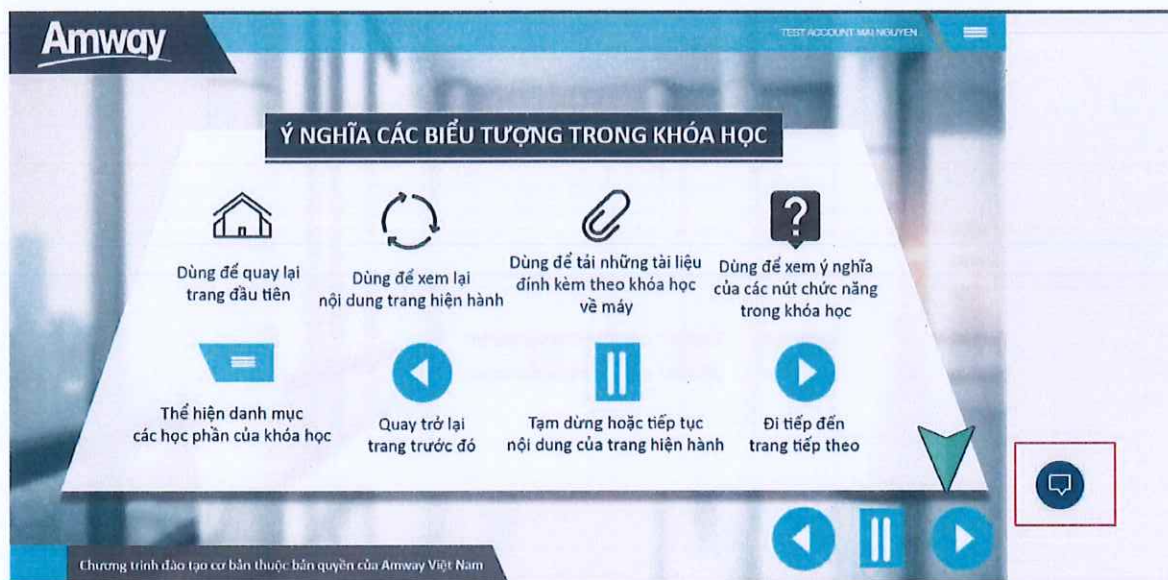 Amway
TEST ACCOUNT MAI NGUYEN
Ý NGHĨA CÁC BIỂU TƯỢNG TRONG KHÓA HỌC
Dùng để quay lại
trang đầu tiên
Dùng để xem lại
nội dung trang hiện hành
Dùng để tải những tài liệu
đính kèm theo khóa học
về máy
?
Dùng để xem ý nghĩa
của các nút chức năng
trong khóa học
Thể hiện danh mục
các học phần của khóa học
Quay trở lại
trang trước đó
Tạm dừng hoặc tiếp tục
nội dung của trang hiện hành
Đi tiếp đến
trang tiếp theo
Chương trình đào tạo cơ bản thuộc bản quyền của Amway Việt Nam